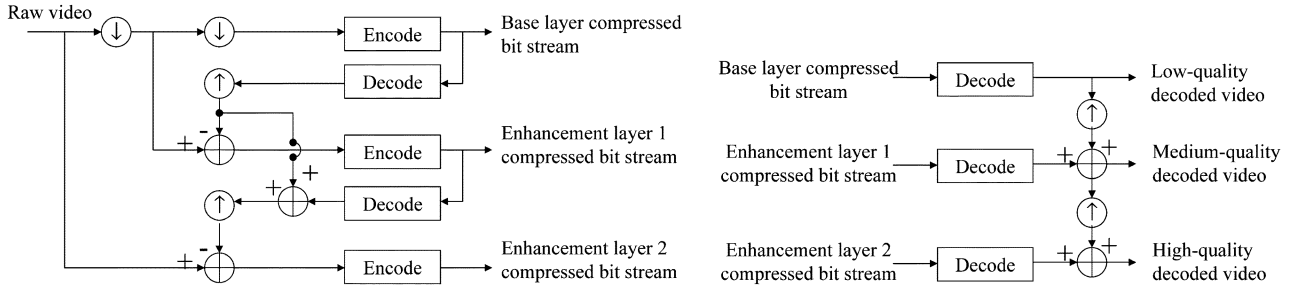 Raw video
↓
↓
Encode
Base layer compressed
bit stream
↑
Decode
-
+
Encode
Enhancement layer 1
compressed bit stream
+
+
↑
Decode
-
+
Encode
Enhancement layer 2
compressed bit stream
Base layer compressed
bit stream
Decode
Low-quality
decoded video
↑
Enhancement layer 1
compressed bit stream
Decode
+
+
Medium-quality
decoded video
↑
Enhancement layer 2
compressed bit stream
Decode
+
+
High-quality
decoded video